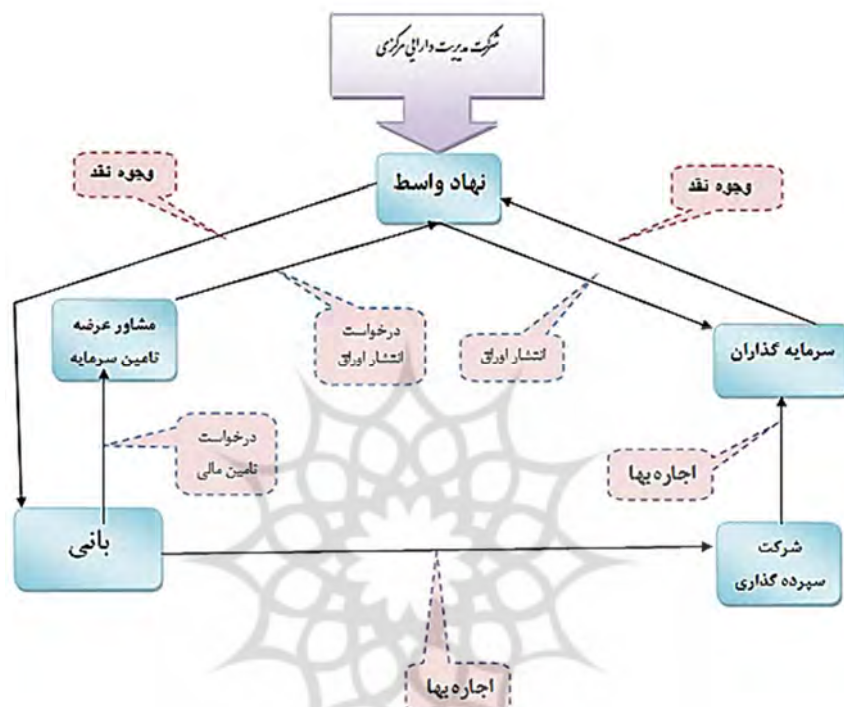 شرکت مدیریت دارایی مرکزی
نهاد واسط
وجوه نقد
وجوه نقد
مشاور عرضه
تامین سرمایه
درخواست
انتشار اوراق
انتشار اوراق
سرمایه گذاران
درخواست
تامین مالی
اجاره بها
بانی
شرکت
سپرده گذاری
اجاره بها